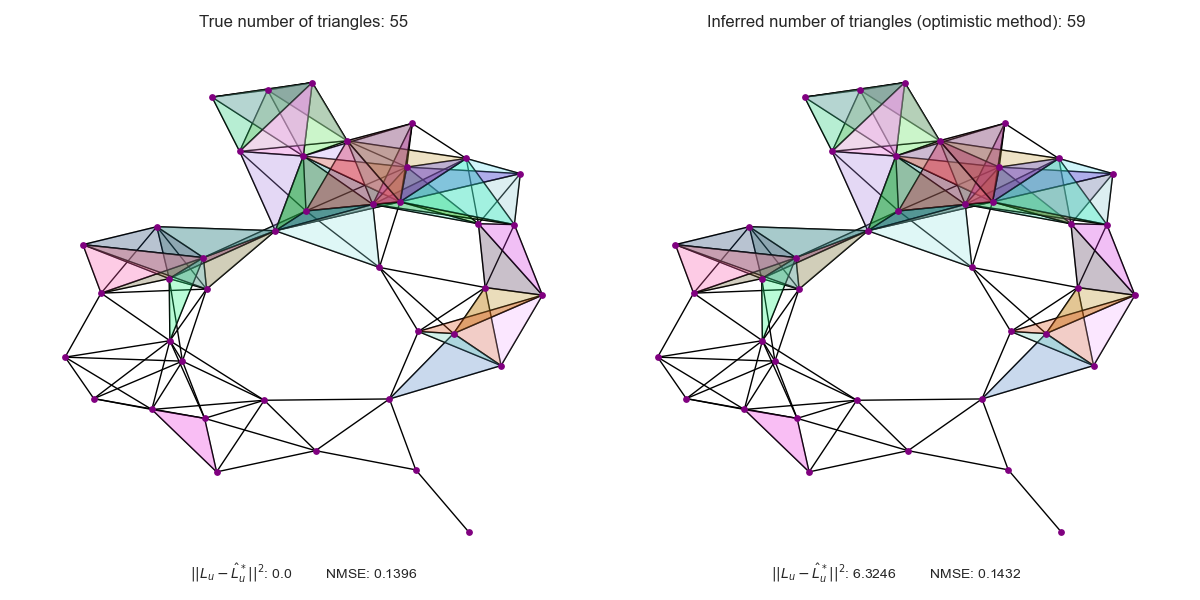 True number of triangles: 55
Inferred number of triangles (optimistic method): 59
$||L_u - \hat{L}_u^*||^2$: 0.0 NMSE: 0.1396
$||L_u - \hat{L}_u^*||^2$: 6.3246 NMSE: 0.1432